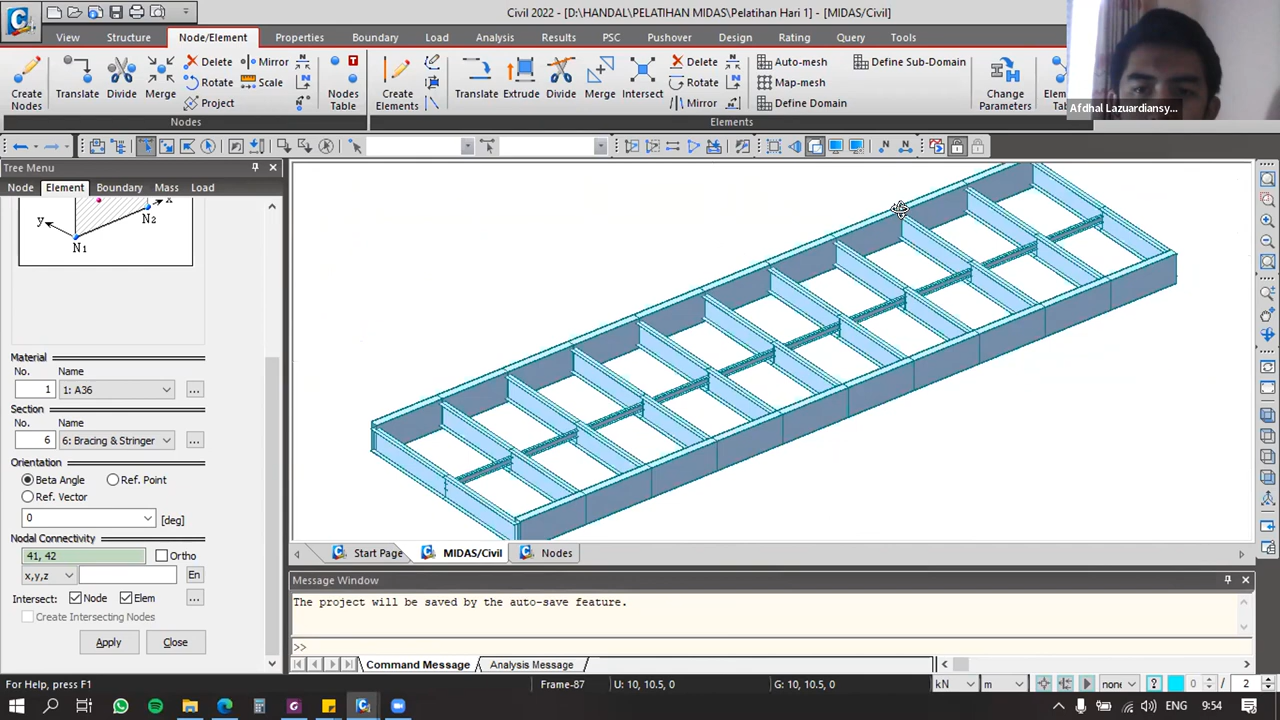 Civil 2022 - [D:\HANDAL\PELATIHAN MIDAS\Pelatihan Hari 1] - [MIDAS/Civil]
View Structure Node/Element Properties Boundary Load Analysis Results PSC Pushover Design Rating Query Tools
Create Nodes
Translate
Divide
Merge
Delete
Mirror
Rotate
Scale
Project
Nodes Table
Nodes
Create Elements
Translate
Extrude
Divide
Merge
Intersect
Delete
Rotate
Mirror
Auto-mesh
Map-mesh
Define Domain
Define Sub-Domain
Change Parameters
Elements
Afdhal Lazuardiansy...
Tree Menu
Node Element Boundary Mass Load
x
y
N2
N1
Material
No. Name
1 1: A36
Section
No. Name
6 6: Bracing & Stringer
Orientation
Beta Angle Ref. Point
Ref. Vector
0 [deg]
Nodal Connectivity
41, 42 Ortho
x,y,z En
Intersect: Node Elem ...
Create Intersecting Nodes
Apply Close
Start Page MIDAS/Civil Nodes
Message Window
The project will be saved by the auto-save feature.
>>
Command Message Analysis Message
For Help, press F1 Frame-87 U: 10, 10.5, 0 G: 10, 10.5, 0 kN m none 0 / 2
ENG 9:54